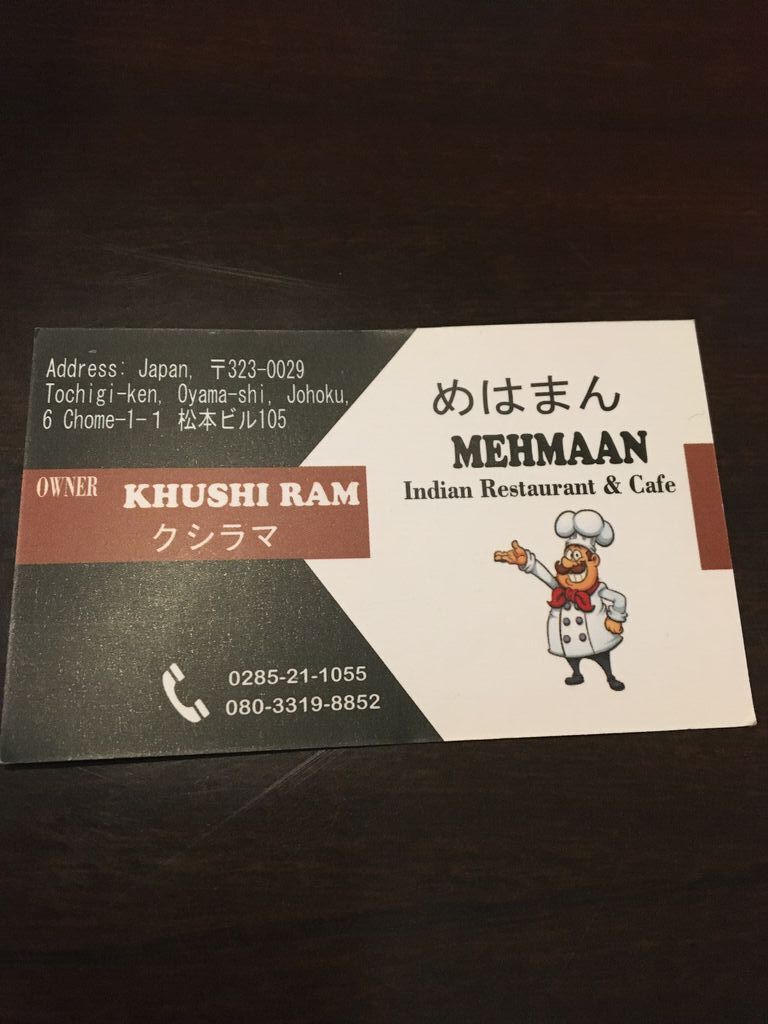 Address: Japan, 〒323-0029
Tochigi-ken, Oyama-shi, Johoku,
6 Chome-1-1 松本ビル105
OWNER
KHUSHI RAM
クシラマ
0285-21-1055
080-3319-8852
めはまん
MEHMAAN
Indian Restaurant & Cafe